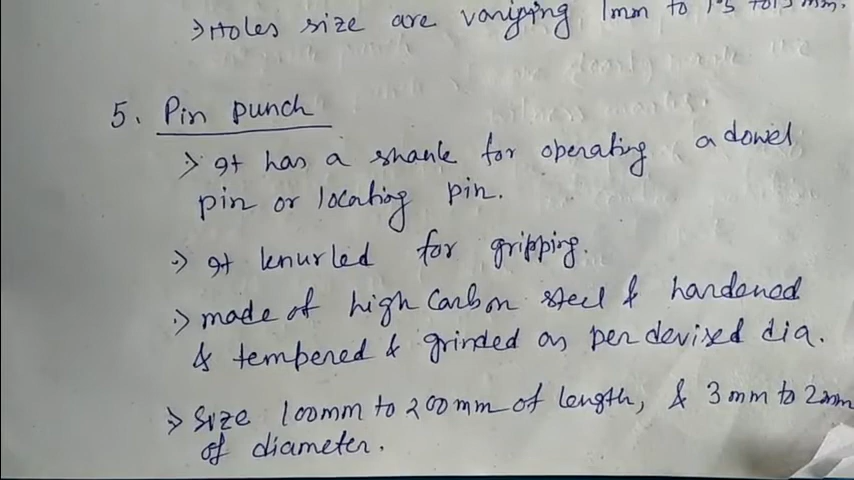 → Holes size are varying 1mm to 1.5 to
5. Pin punch
→ It has a shank for operating a dowel
pin or locating pin.
→ It knurled for gripping.
→ made of high Carbon steel & hardened
& tempered & grinded as per devised dia.
→ Size 100mm to 200mm of length, & 3mm to 2mm
of diameter.